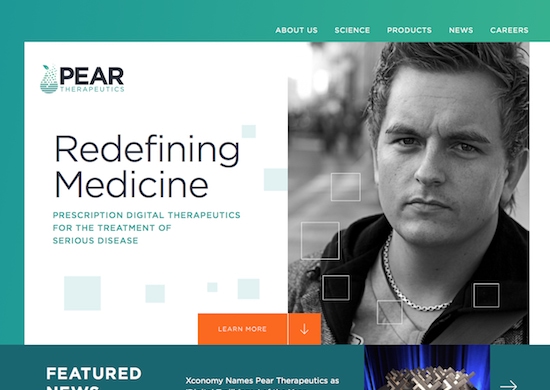 ABOUT US SCIENCE PRODUCTS NEWS CAREERS
PEAR
THERAPEUTICS
Redefining
Medicine
PRESCRIPTION DIGITAL THERAPEUTICS
FOR THE TREATMENT OF
SERIOUS DISEASE
LEARN MORE
FEATURED
NEWS
Xconomy Names Pear Therapeutics as